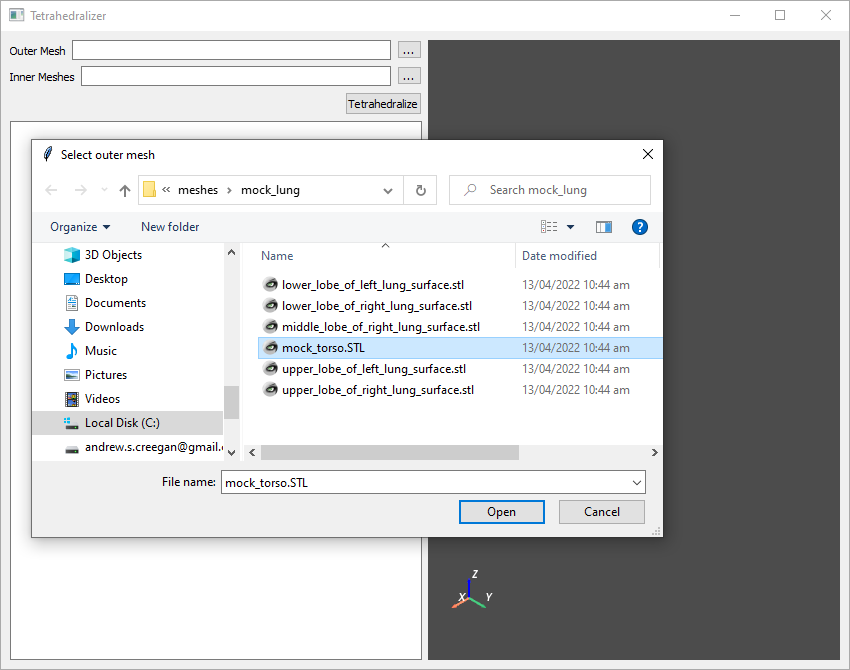 Tetrahedralizer
Outer Mesh ...
Inner Meshes ...
Tetrahedralize
Select outer mesh
« meshes › mock_lung
Search mock_lung
Organize
New folder
?
Name Date modified
3D Objects
Desktop
Documents
Downloads
Music
Pictures
Videos
Local Disk (C:)
andrew.s.creegan@gmail.
lower_lobe_of_left_lung_surface.stl 13/04/2022 10:44 am
lower_lobe_of_right_lung_surface.stl 13/04/2022 10:44 am
middle_lobe_of_right_lung_surface.stl 13/04/2022 10:44 am
mock_torso.STL 13/04/2022 10:44 am
upper_lobe_of_left_lung_surface.stl 13/04/2022 10:44 am
upper_lobe_of_right_lung_surface.stl 13/04/2022 10:44 am
File name: mock_torso.STL
Open Cancel
Z
X Y